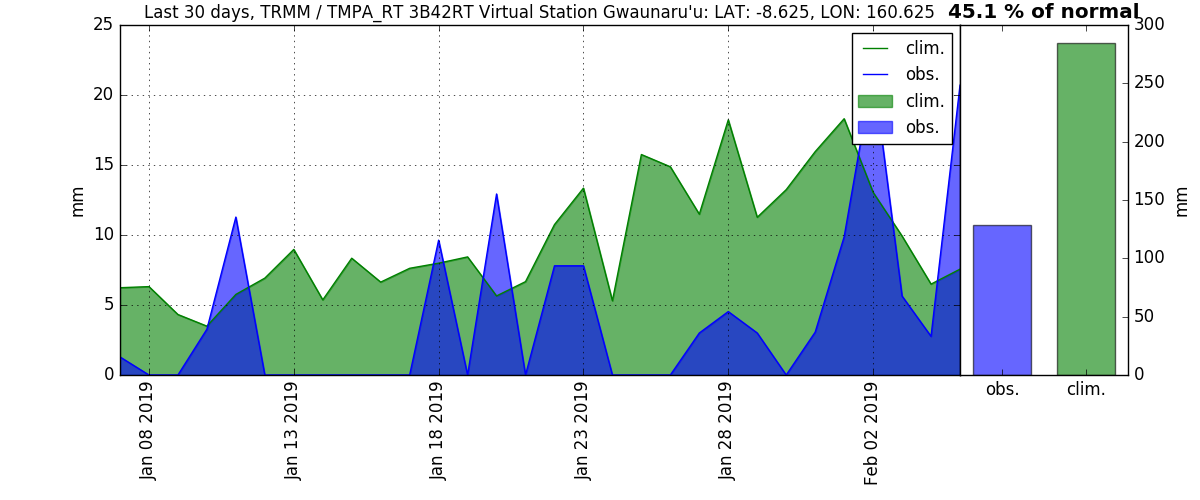 Last 30 days, TRMM / TMPA_RT 3B42RT Virtual Station Gwaunaru'u: LAT: -8.625, LON: 160.625
45.1 % of normal
25
20
15
10
5
0
mm
clim.
obs.
clim.
obs.
300
250
200
150
100
50
0
mm
Jan 08 2019
Jan 13 2019
Jan 18 2019
Jan 23 2019
Jan 28 2019
Feb 02 2019
obs.
clim.